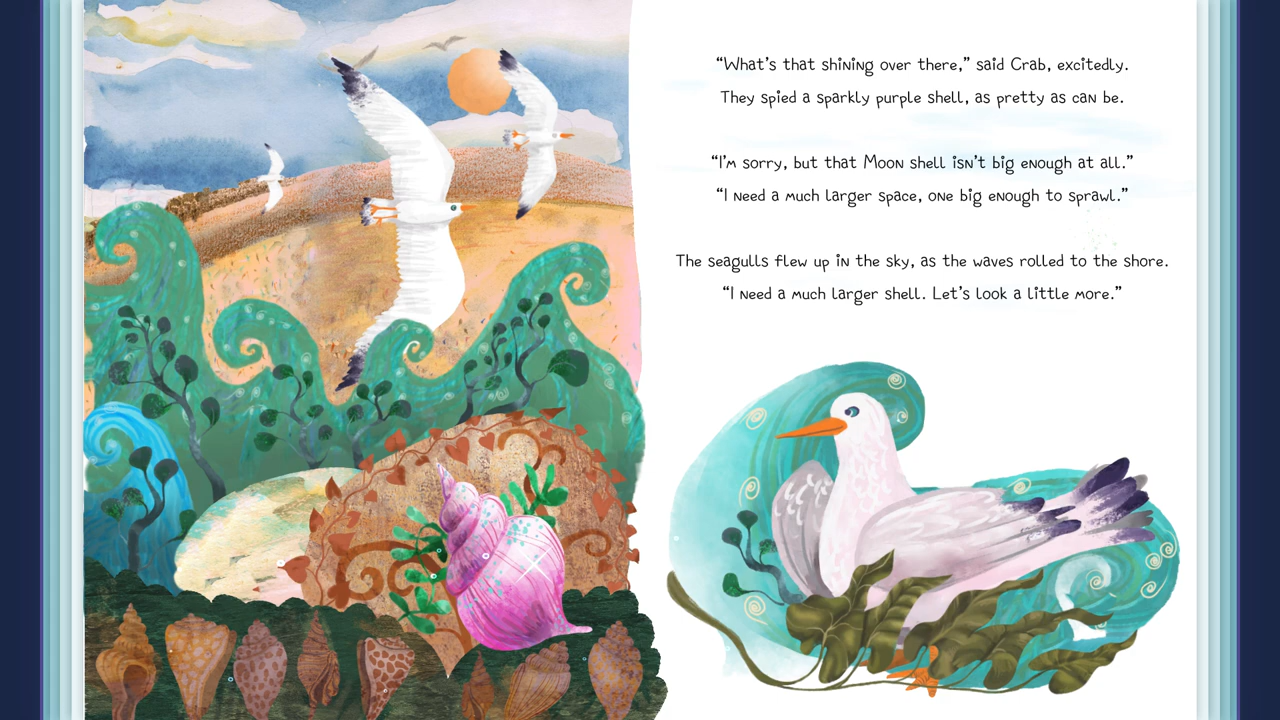 “What’s that shining over there,” said Crab, excitedly.
They spied a sparkly purple shell, as pretty as can be.
“I’m sorry, but that Moon shell isn’t big enough at all.”
“I need a much larger space, one big enough to sprawl.”
The seagulls flew up in the sky, as the waves rolled to the shore.
“I need a much larger shell. Let’s look a little more.”